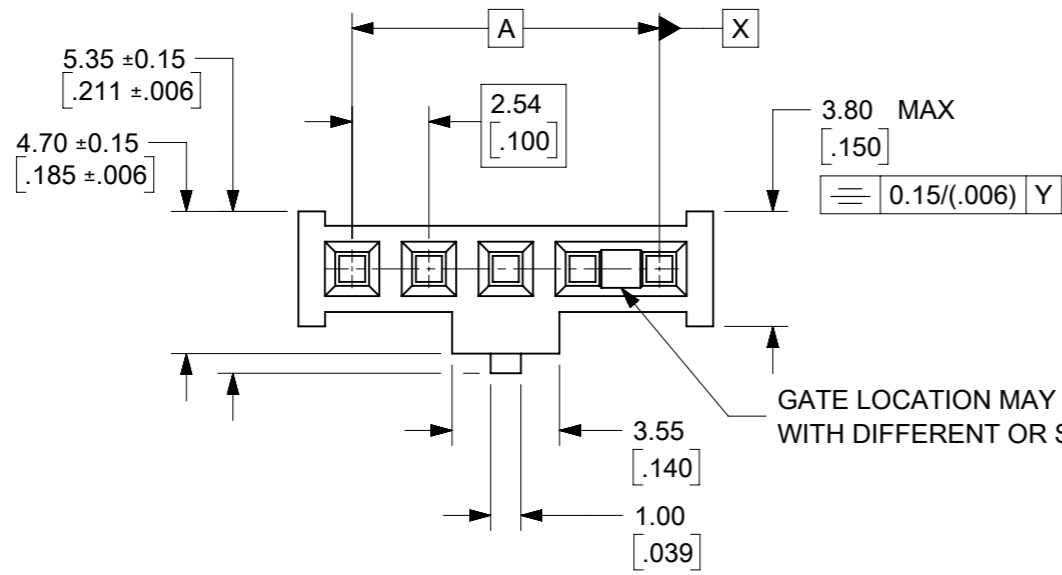 A
X
5.35 ±0.15
[.211 ±.006]
2.54
[.100]
3.80 MAX
[.150]
4.70 ±0.15
[.185 ±.006]
0.15/(.006) Y
GATE LOCATION MAY
WITH DIFFERENT OR
3.55
[.140]
1.00
[.039]